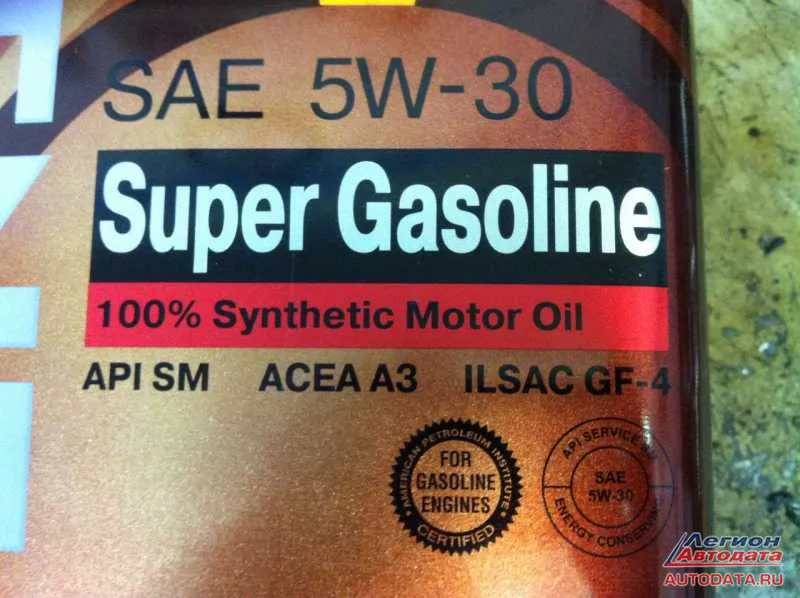 SAE 5W-30
Super Gasoline
100% Synthetic Motor Oil
API SM ACEA A3 ILSAC GF-4
AMERICAN PETROLEUM INSTITUTE
FOR
GASOLINE
ENGINES
CERTIFIED
API SERVICE SM
SAE
5W-30
ENERGY CONSERVING
Легион
Автодата
AUTODATA.RU